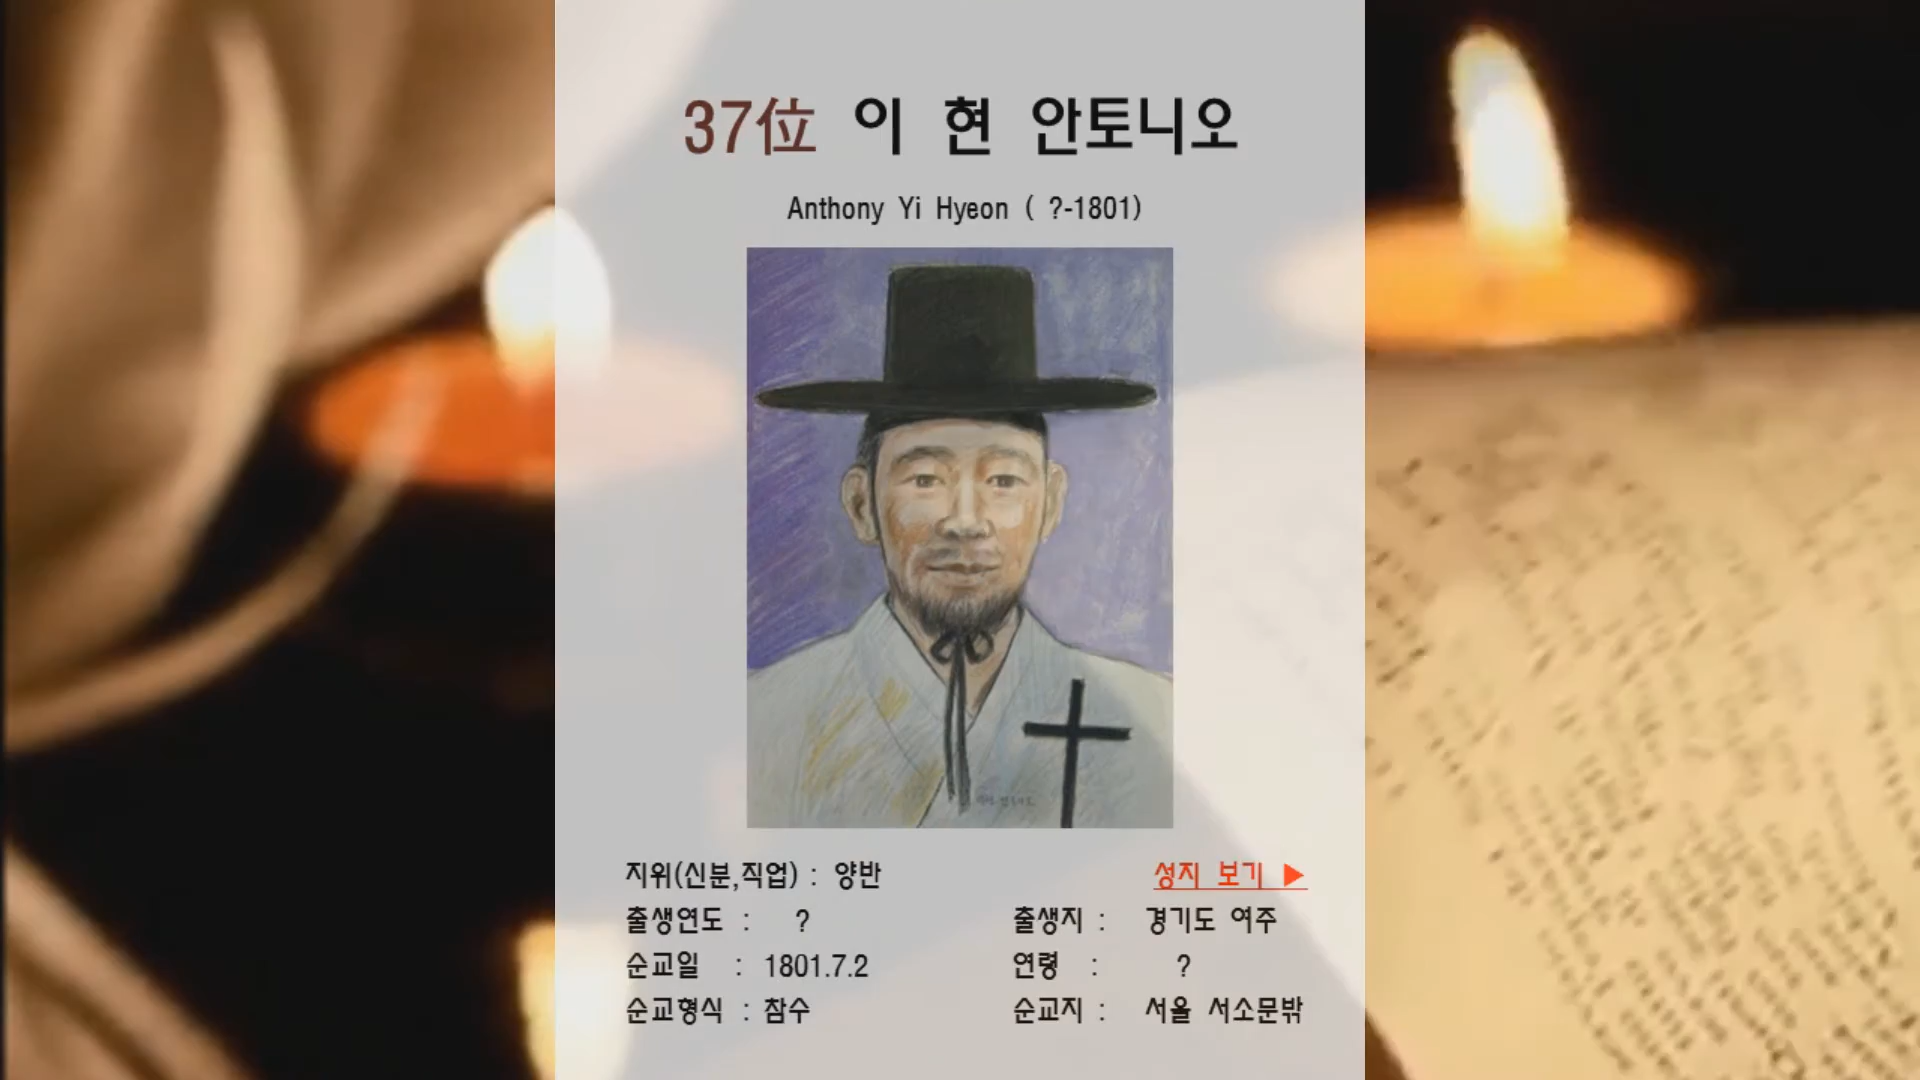 37位 이 현 안토니오
Anthony Yi Hyeon ( ?-1801)
지위(신분,직업) : 양반
성지 보기 ▶
출생연도 : ?
출생지 : 경기도 여주
순교일 : 1801.7.2
연령 : ?
순교형식 : 참수
순교지 : 서울 서소문밖